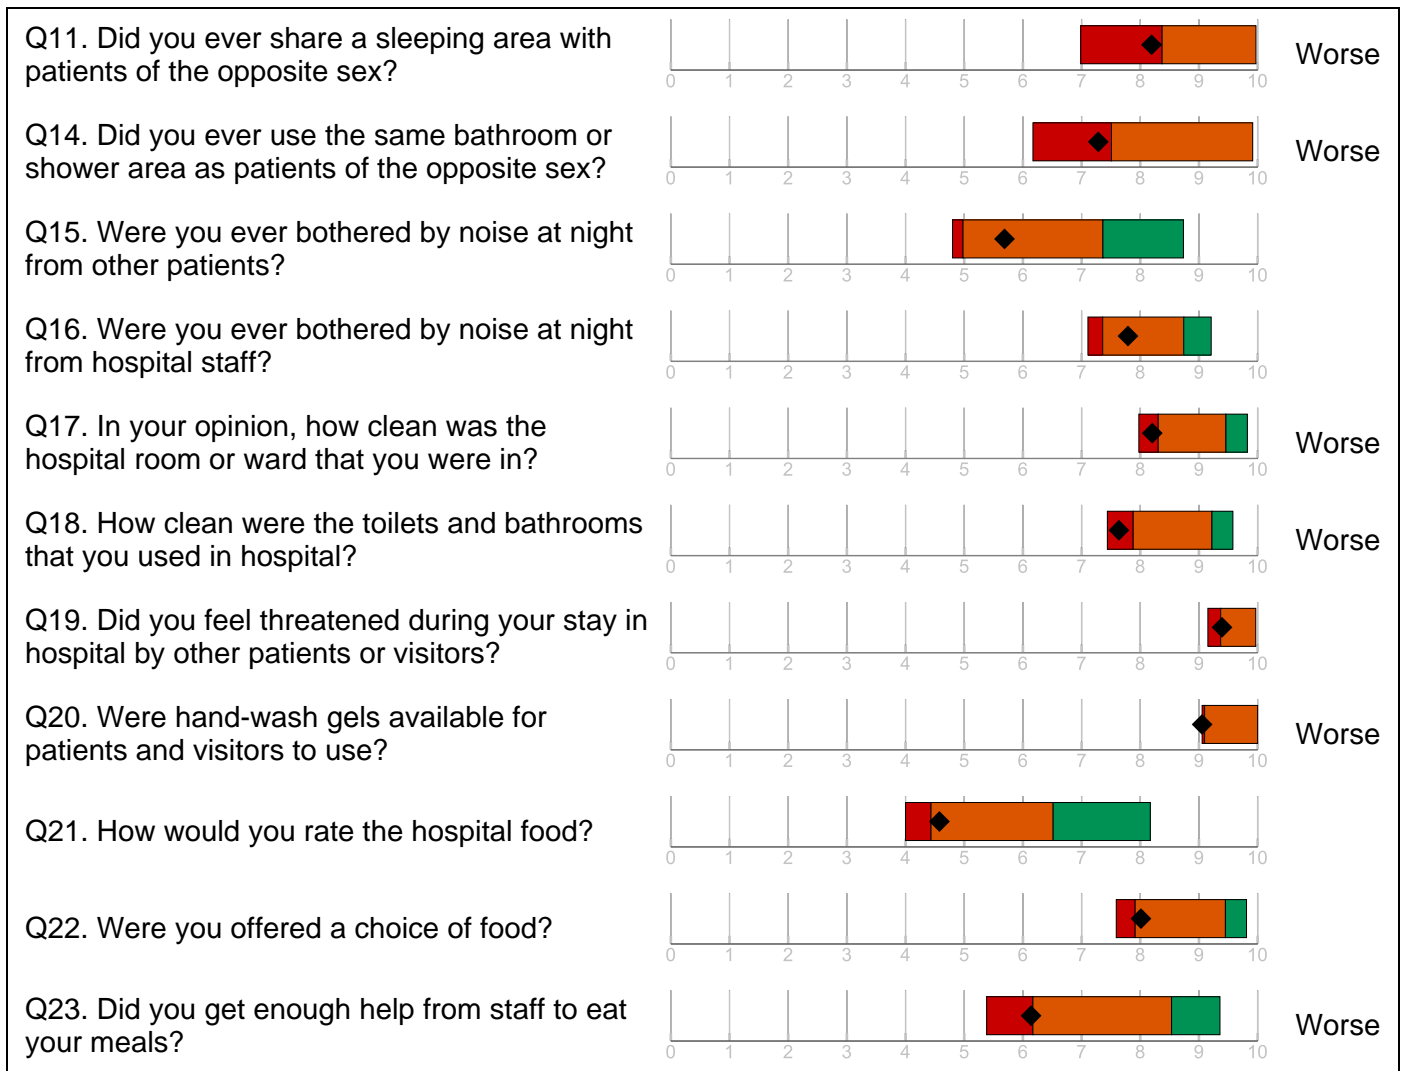 Q11. Did you ever share a sleeping area with
patients of the opposite sex?
Worse
0 1 2 3 4 5 6 7 8 9 10
Q14. Did you ever use the same bathroom or
shower area as patients of the opposite sex?
Worse
0 1 2 3 4 5 6 7 8 9 10
Q15. Were you ever bothered by noise at night
from other patients?
0 1 2 3 4 5 6 7 8 9 10
Q16. Were you ever bothered by noise at night
from hospital staff?
0 1 2 3 4 5 6 7 8 9 10
Q17. In your opinion, how clean was the
hospital room or ward that you were in?
Worse
0 1 2 3 4 5 6 7 8 9 10
Q18. How clean were the toilets and bathrooms
that you used in hospital?
Worse
0 1 2 3 4 5 6 7 8 9 10
Q19. Did you feel threatened during your stay in
hospital by other patients or visitors?
0 1 2 3 4 5 6 7 8 9 10
Q20. Were hand-wash gels available for
patients and visitors to use?
Worse
0 1 2 3 4 5 6 7 8 9 10
Q21. How would you rate the hospital food?
0 1 2 3 4 5 6 7 8 9 10
Q22. Were you offered a choice of food?
0 1 2 3 4 5 6 7 8 9 10
Q23. Did you get enough help from staff to eat
your meals?
Worse
0 1 2 3 4 5 6 7 8 9 10